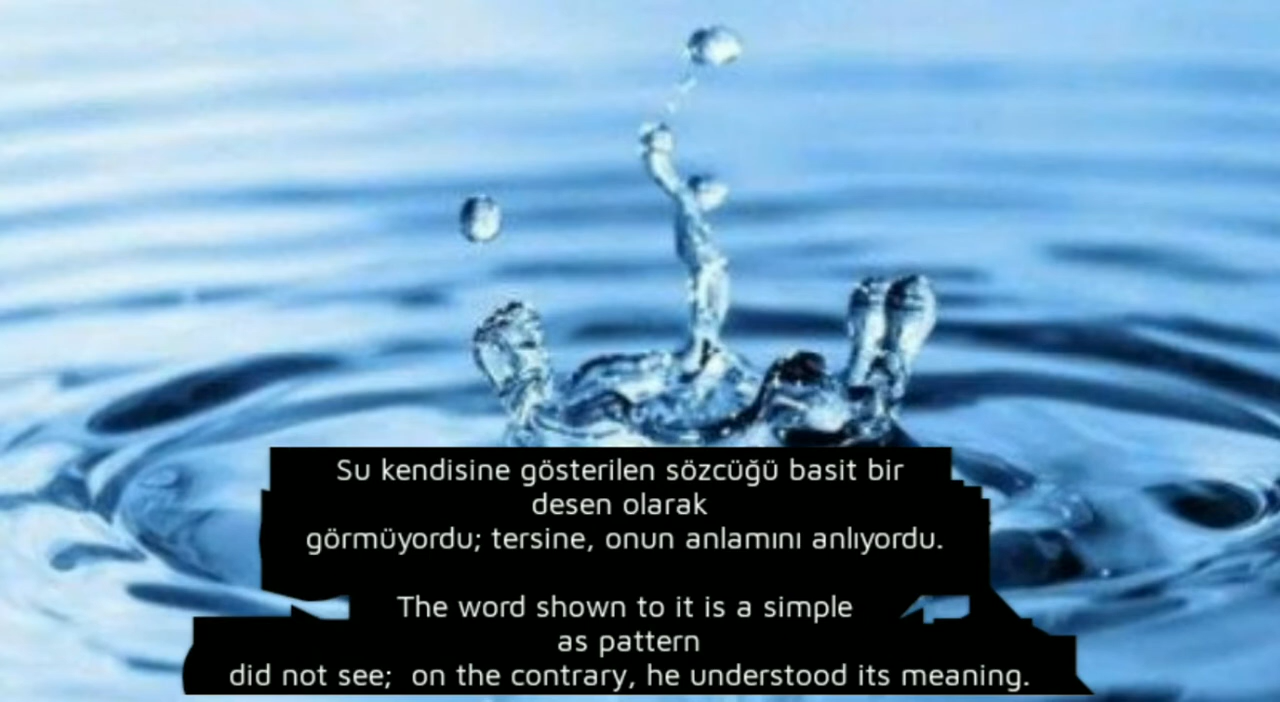 Su kendisine gösterilen sözcüğü basit bir
desen olarak
görmüyordu; tersine, onun anlamını anlıyordu.
The word shown to it is a simple
as pattern
did not see; on the contrary, he understood its meaning.